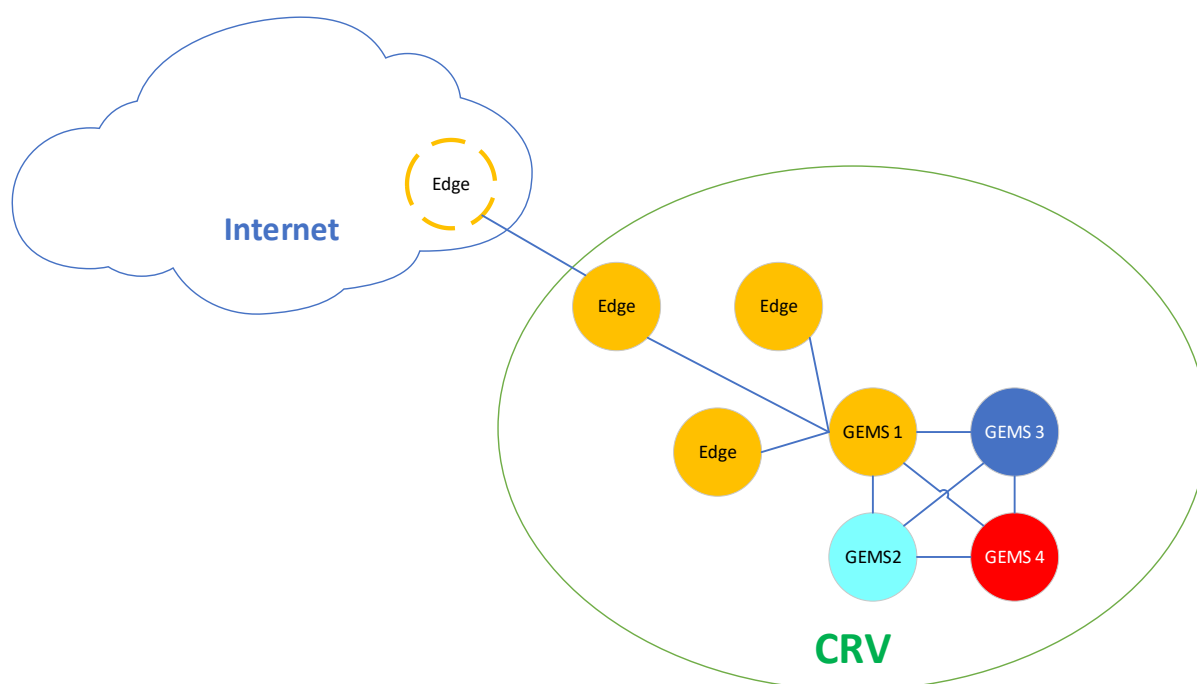 Edge
Internet
Edge
Edge
Edge
GEMS 1
GEMS 3
GEMS2
GEMS 4
CRV